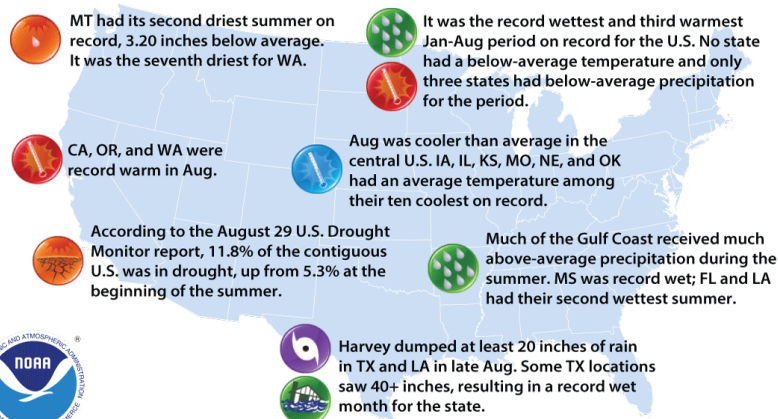 MT had its second driest summer on
record, 3.20 inches below average.
It was the seventh driest for WA.
It was the record wettest and third warmest
Jan-Aug period on record for the U.S. No state
had a below-average temperature and only
three states had below-average precipitation
for the period.
CA, OR, and WA were
record warm in Aug.
Aug was cooler than average in the
central U.S. IA, IL, KS, MO, NE, and OK
had an average temperature among
their ten coolest on record.
According to the August 29 U.S. Drought
Monitor report, 11.8% of the contiguous
U.S. was in drought, up from 5.3% at the
beginning of the summer.
Much of the Gulf Coast received much
above-average precipitation during the
summer. MS was record wet; FL and LA
had their second wettest summer.
Harvey dumped at least 20 inches of rain
in TX and LA in late Aug. Some TX locations
saw 40+ inches, resulting in a record wet
month for the state.
AND ATMOSPHERIC
NOAA
®